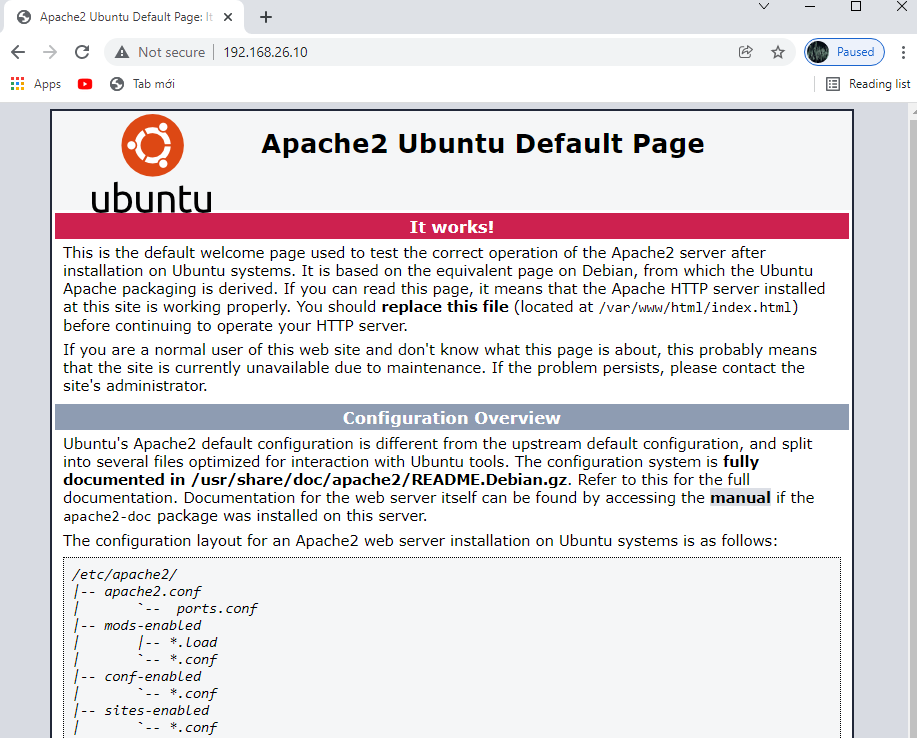 Apache2 Ubuntu Default Page: It
Not secure
192.168.26.10
Paused
Apps
Tab mới
Reading list
ubuntu
Apache2 Ubuntu Default Page
It works!
This is the default welcome page used to test the correct operation of the Apache2 server after
installation on Ubuntu systems. It is based on the equivalent page on Debian, from which the Ubuntu
Apache packaging is derived. If you can read this page, it means that the Apache HTTP server installed
at this site is working properly. You should replace this file (located at /var/www/html/index.html)
before continuing to operate your HTTP server.
If you are a normal user of this web site and don't know what this page is about, this probably means
that the site is currently unavailable due to maintenance. If the problem persists, please contact the
site's administrator.
Configuration Overview
Ubuntu's Apache2 default configuration is different from the upstream default configuration, and split
into several files optimized for interaction with Ubuntu tools. The configuration system is fully
documented in /usr/share/doc/apache2/README.Debian.gz. Refer to this for the full
documentation. Documentation for the web server itself can be found by accessing the manual if the
apache2-doc package was installed on this server.
The configuration layout for an Apache2 web server installation on Ubuntu systems is as follows:
/etc/apache2/
|-- apache2.conf
|       `--  ports.conf
|-- mods-enabled
|       |-- *.load
|       `-- *.conf
|-- conf-enabled
|       `-- *.conf
|-- sites-enabled
|       `-- *.conf